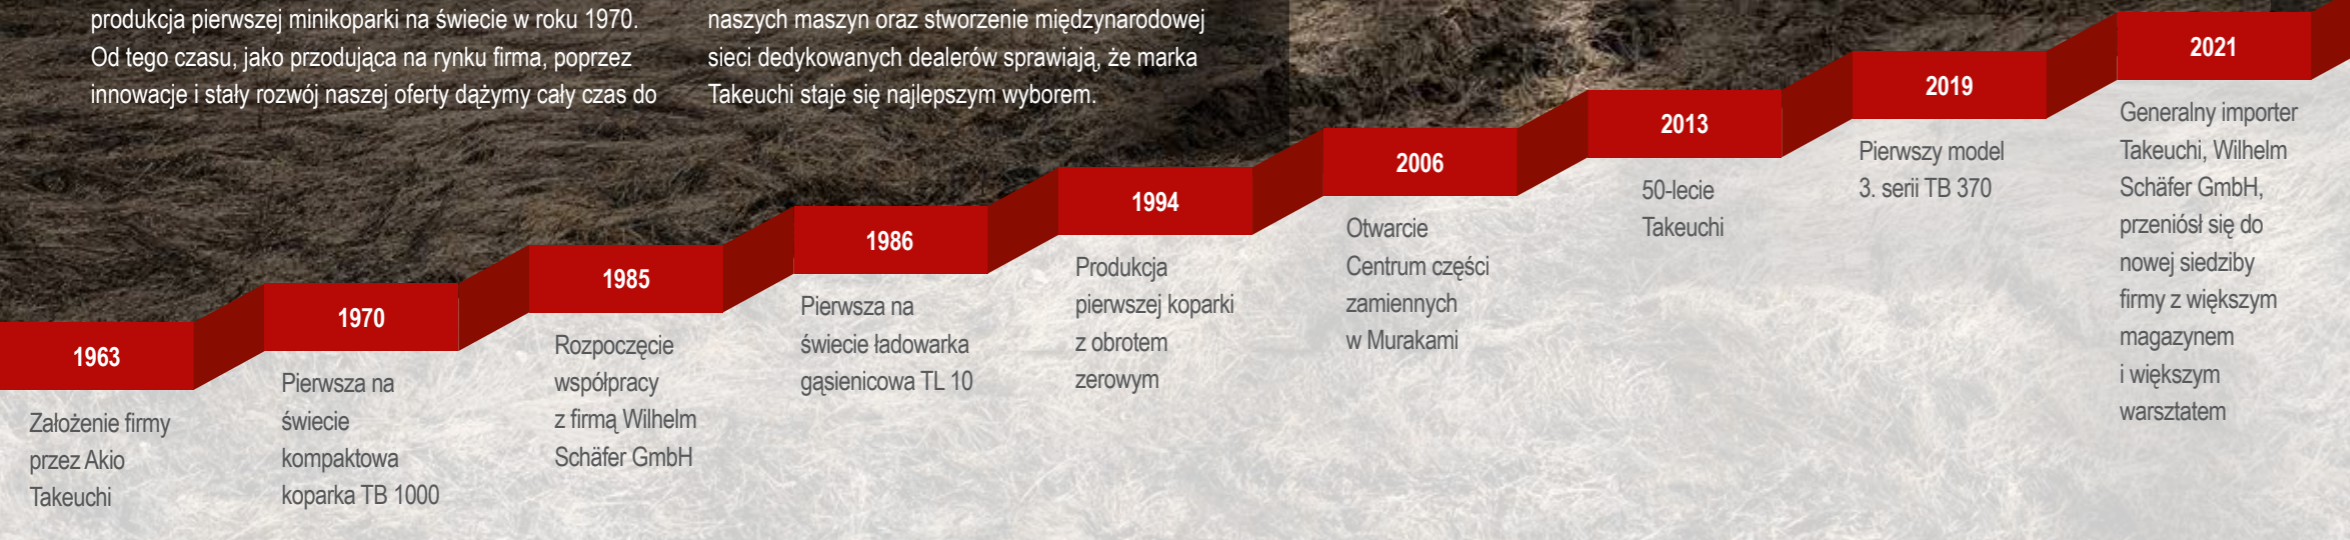 produkcja pierwszej minikoparki na świecie w roku 1970.
Od tego czasu, jako przodująca na rynku firma, poprzez
innowacje i stały rozwój naszej oferty dążymy cały czas do
naszych maszyn oraz stworzenie międzynarodowej
sieci dedykowanych dealerów sprawiają, że marka
Takeuchi staje się najlepszym wyborem.
1963
Założenie firmy
przez Akio
Takeuchi
1970
Pierwsza na
świecie
kompaktowa
koparka TB 1000
1985
Rozpoczęcie
współpracy
z firmą Wilhelm
Schäfer GmbH
1986
Pierwsza na
świecie ładowarka
gąsienicowa TL 10
1994
Produkcja
pierwszej koparki
z obrotem
zerowym
2006
Otwarcie
Centrum części
zamiennych
w Murakami
2013
50-lecie
Takeuchi
2019
Pierwszy model
3. serii TB 370
2021
Generalny importer
Takeuchi, Wilhelm
Schäfer GmbH,
przeniósł się do
nowej siedziby
firmy z większym
magazynem
i większym
warsztatem